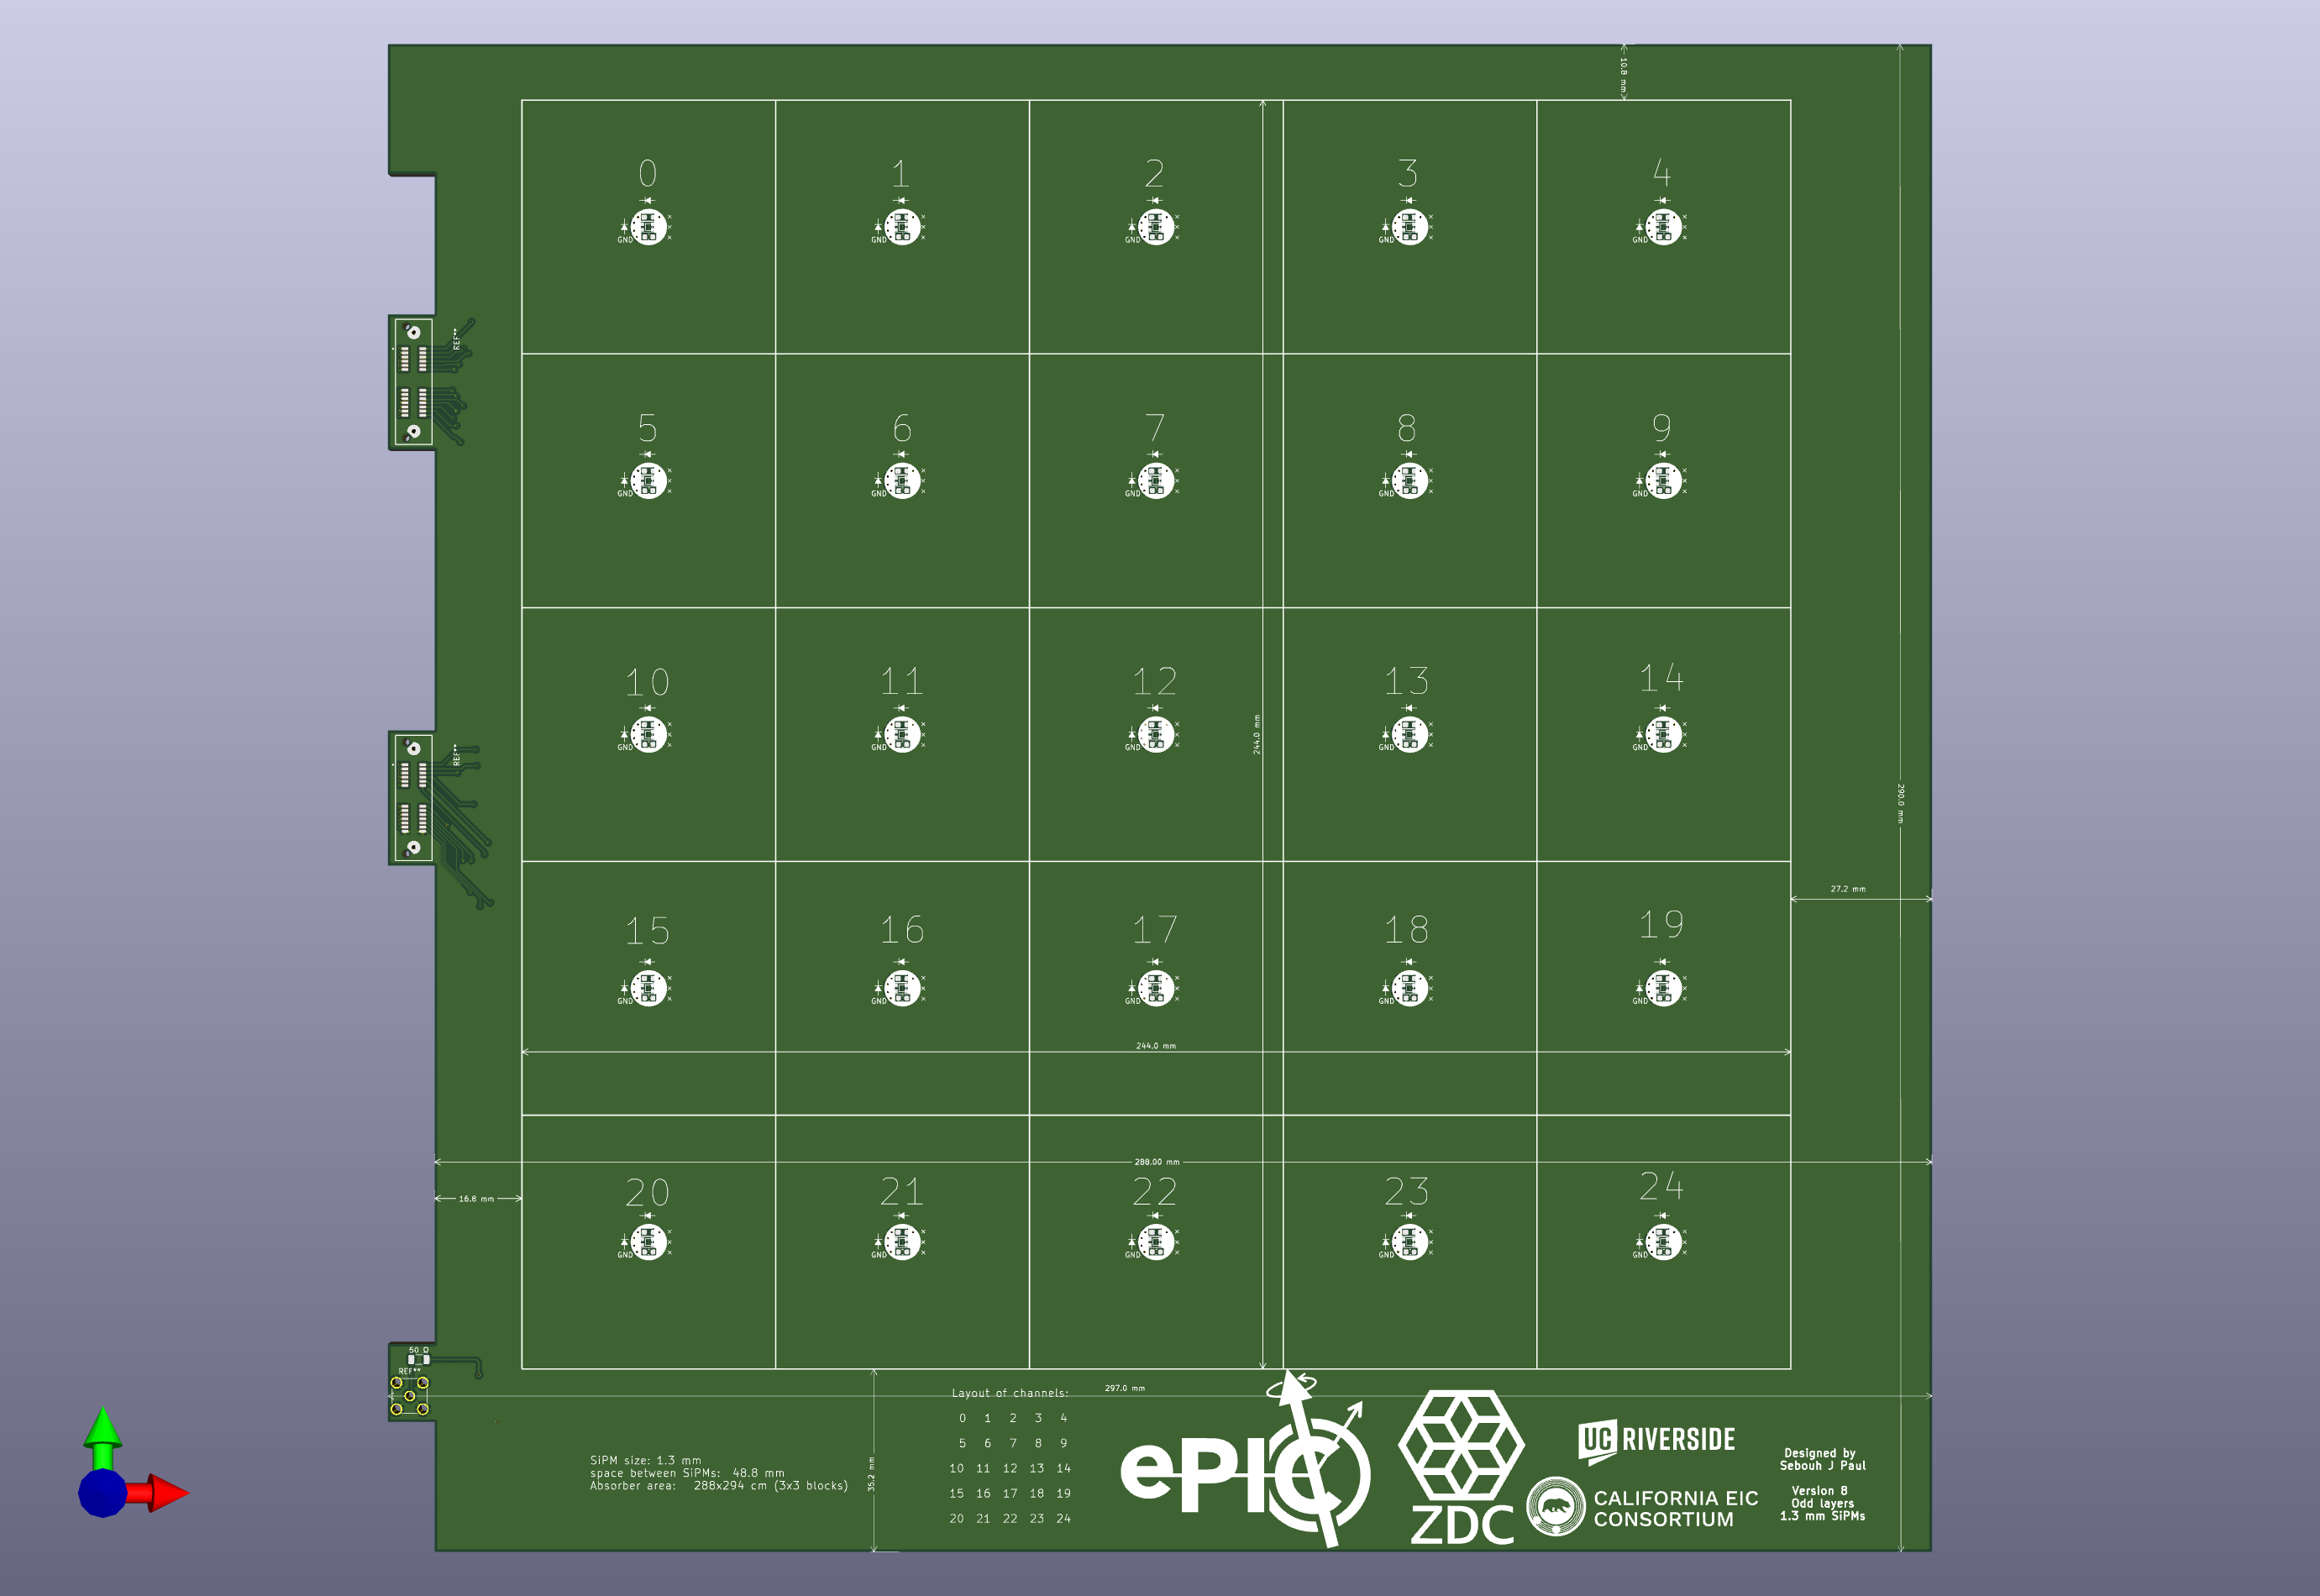 10.8 mm
0 1 2 3 4
GND GND GND GND GND
REF**
5 6 7 8 9
GND GND GND GND GND
10 11 12 13 14
REF**
244.0 mm
GND GND GND GND GND
290.0 mm
27.2 mm
15 16 17 18 19
GND GND GND GND GND
244.0 mm
288.00 mm
16.8 mm
20 21 22 23 24
GND GND GND GND GND
50 Ω
REF**
297.0 mm
35.2 mm
SiPM size: 1.3 mm
space between SiPMs: 48.8 mm
Absorber area: 288x294 cm (3x3 blocks)
Layout of channels:
0 1 2 3 4
5 6 7 8 9
10 11 12 13 14
15 16 17 18 19
20 21 22 23 24
ePIC
ZDC
UC RIVERSIDE
CALIFORNIA EIC
CONSORTIUM
Designed by
Sebouh J Paul
Version 8
Odd layers
1.3 mm SiPMs